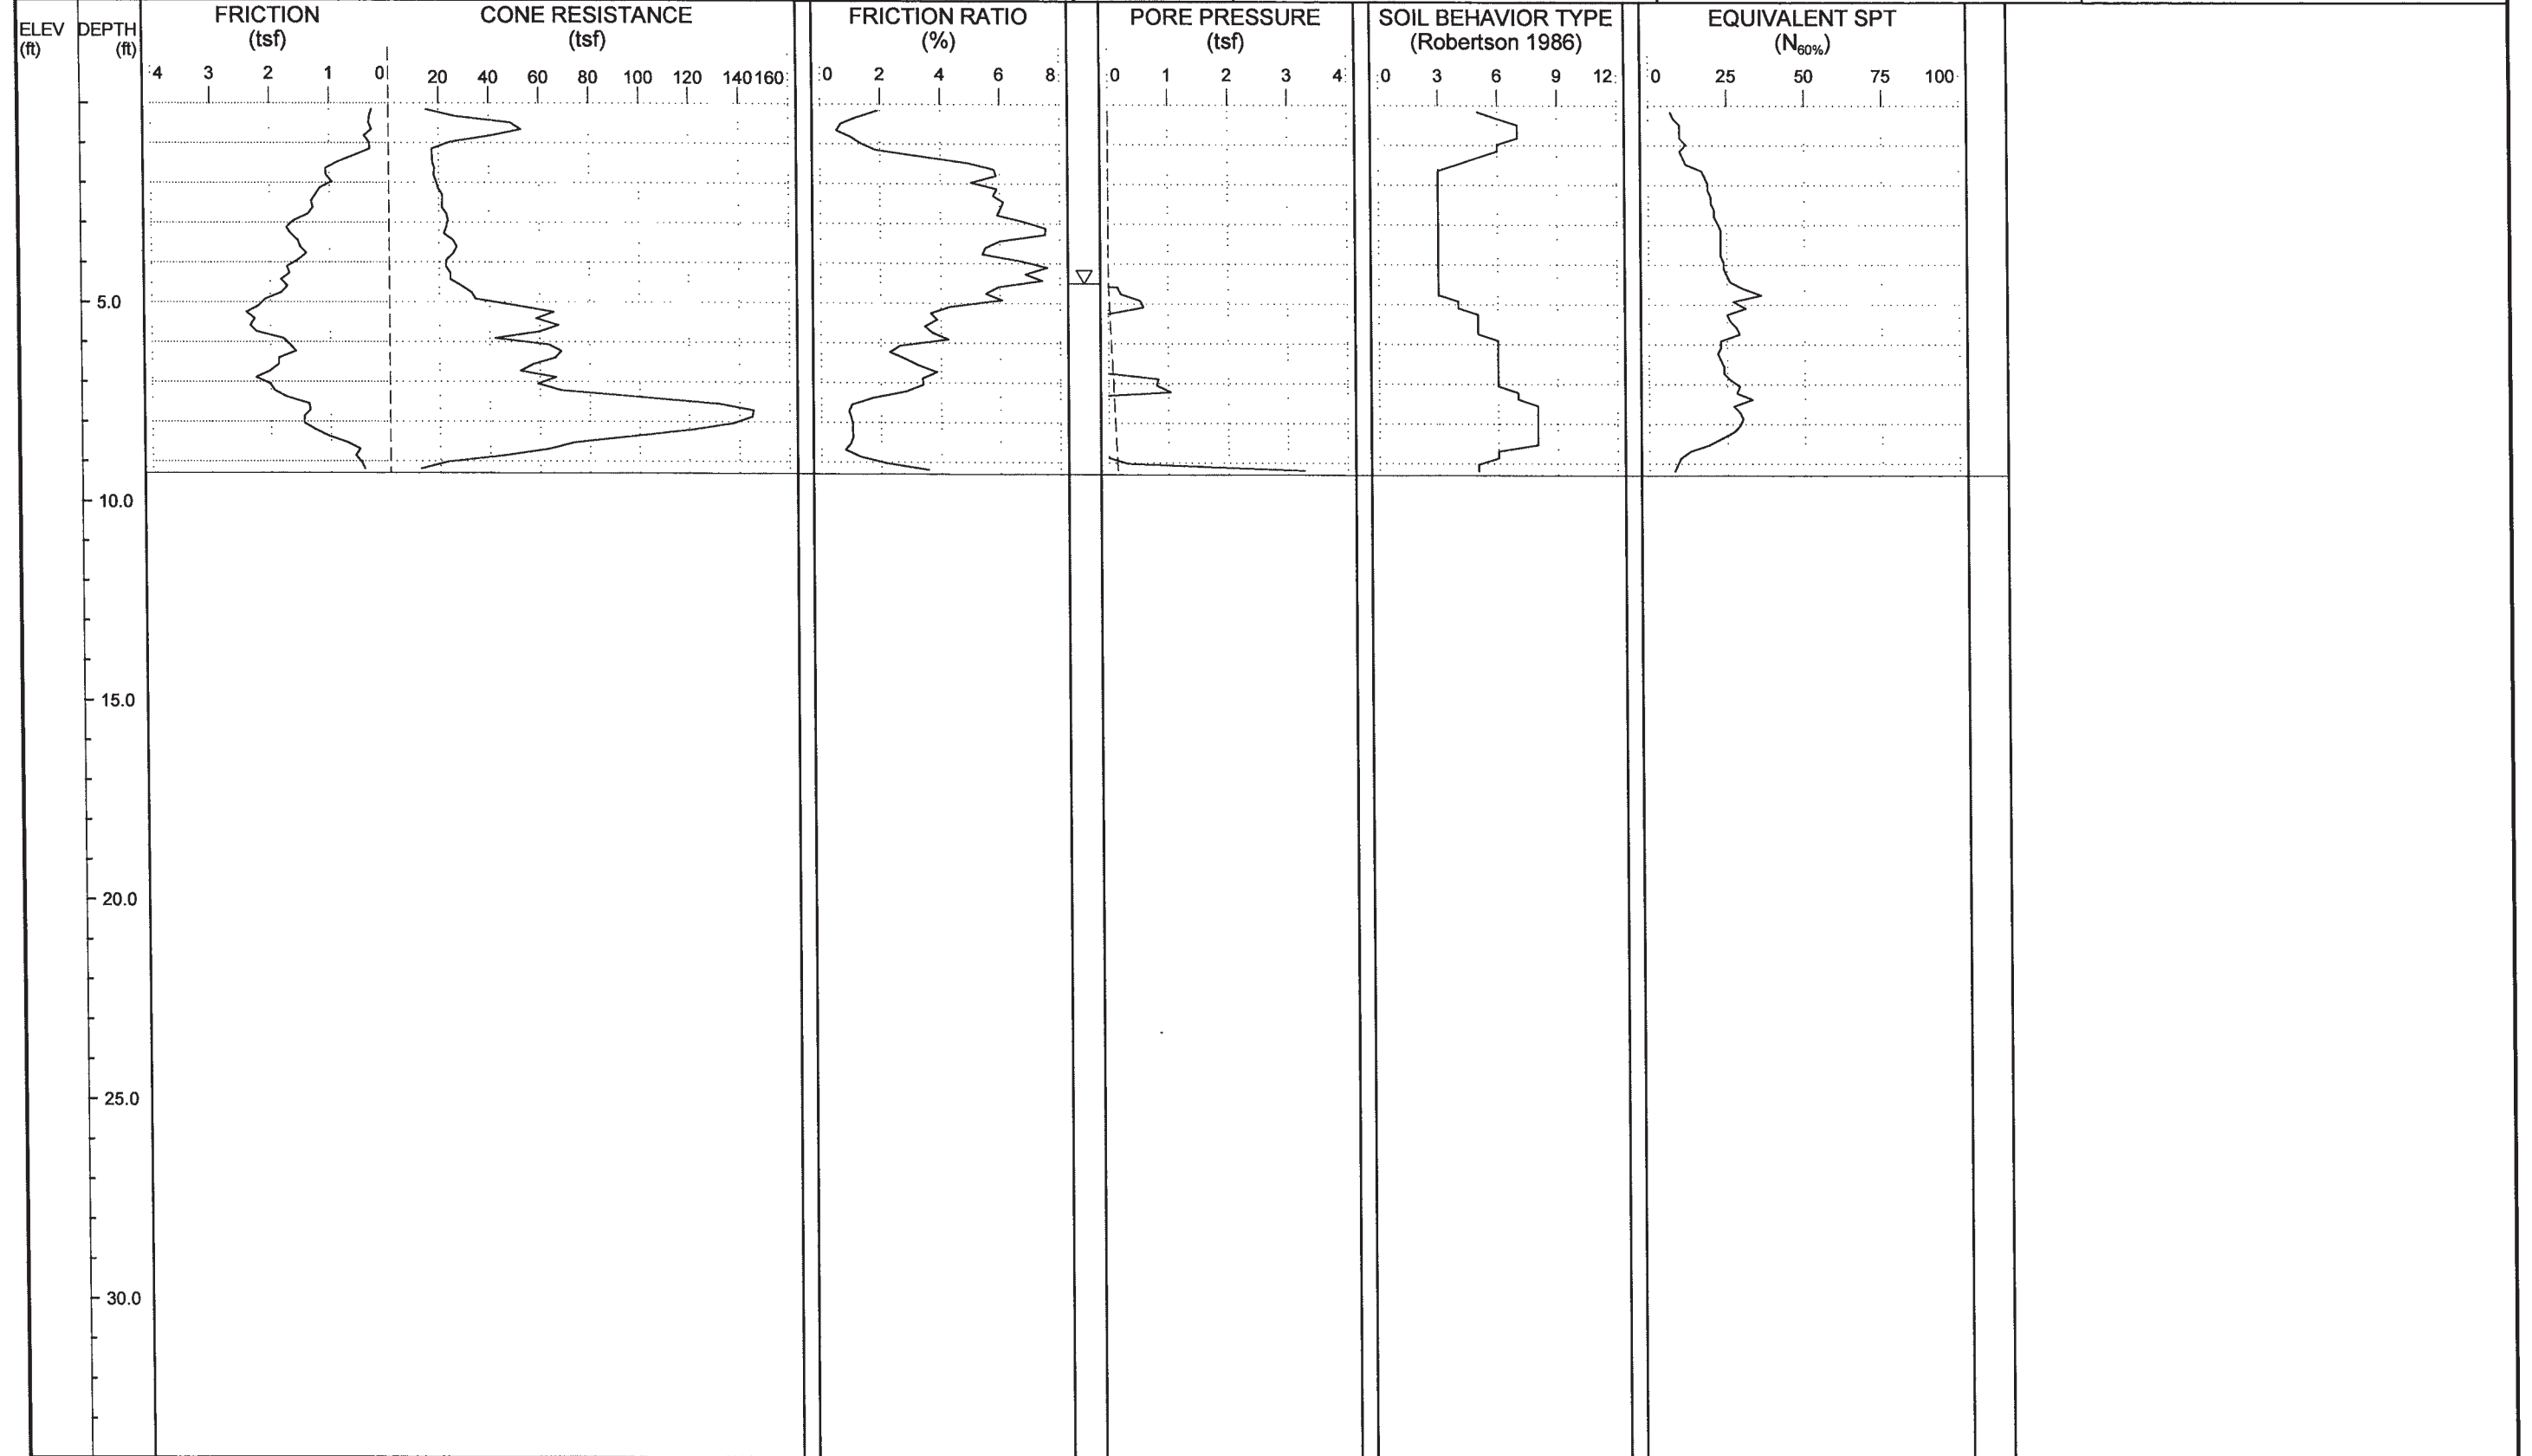 ELEV
(ft)
DEPTH
(ft)
FRICTION
(tsf)
CONE RESISTANCE
(tsf)
FRICTION RATIO
(%)
PORE PRESSURE
(tsf)
SOIL BEHAVIOR TYPE
(Robertson 1986)
EQUIVALENT SPT
(N60%)
4 3 2 1 0 20 40 60 80 100 120 140 160
0 2 4 6 8
0 1 2 3 4
0 3 6 9 12
0 25 50 75 100
5.0
10.0
15.0
20.0
25.0
30.0